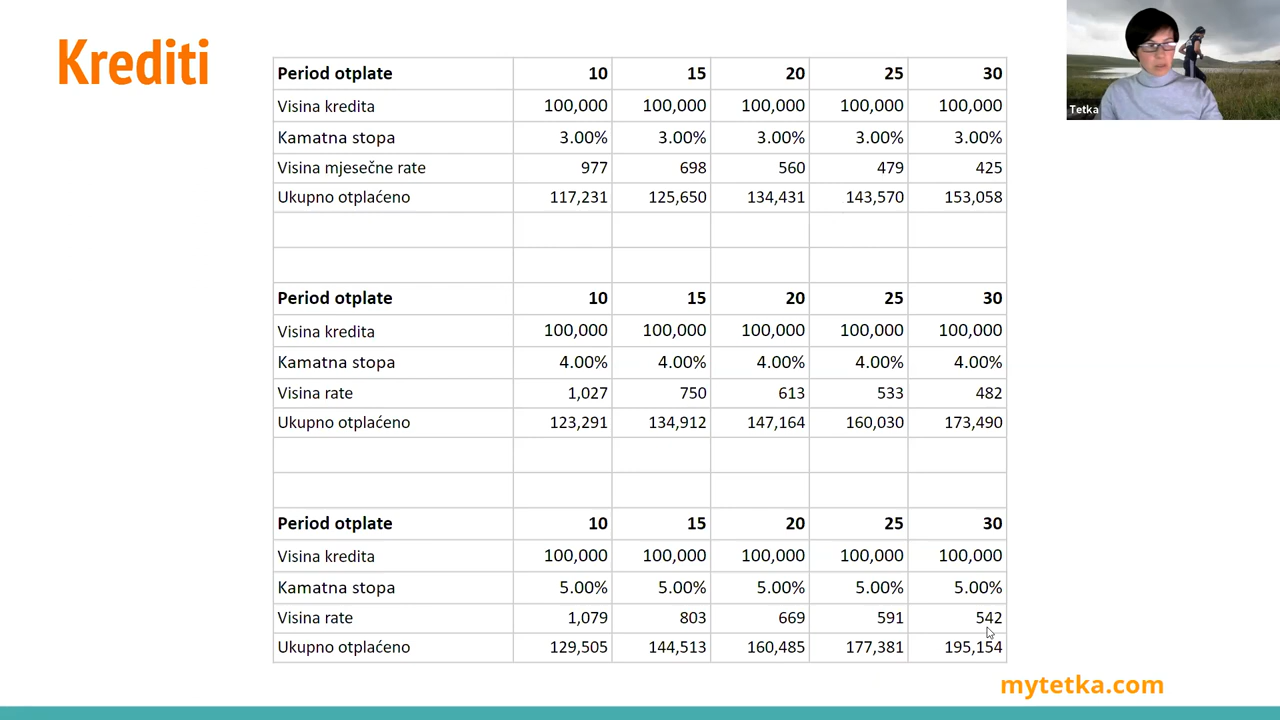 Krediti
Tetka
Period otplate 10 15 20 25 30
Visina kredita 100,000 100,000 100,000 100,000 100,000
Kamatna stopa 3.00% 3.00% 3.00% 3.00% 3.00%
Visina mjesečne rate 977 698 560 479 425
Ukupno otplaćeno 117,231 125,650 134,431 143,570 153,058
Period otplate 10 15 20 25 30
Visina kredita 100,000 100,000 100,000 100,000 100,000
Kamatna stopa 4.00% 4.00% 4.00% 4.00% 4.00%
Visina rate 1,027 750 613 533 482
Ukupno otplaćeno 123,291 134,912 147,164 160,030 173,490
Period otplate 10 15 20 25 30
Visina kredita 100,000 100,000 100,000 100,000 100,000
Kamatna stopa 5.00% 5.00% 5.00% 5.00% 5.00%
Visina rate 1,079 803 669 591 542
Ukupno otplaćeno 129,505 144,513 160,485 177,381 195,154
mytetka.com